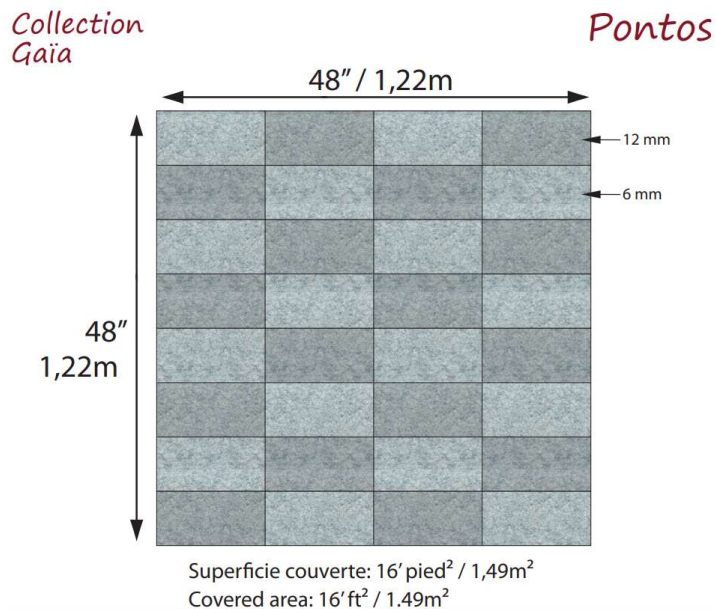 Collection
Gaïa
Pontos
48″ / 1,22m
12 mm
6 mm
48″
1,22m
Superficie couverte: 16′ pied² / 1,49m²
Covered area: 16′ ft² / 1.49m²